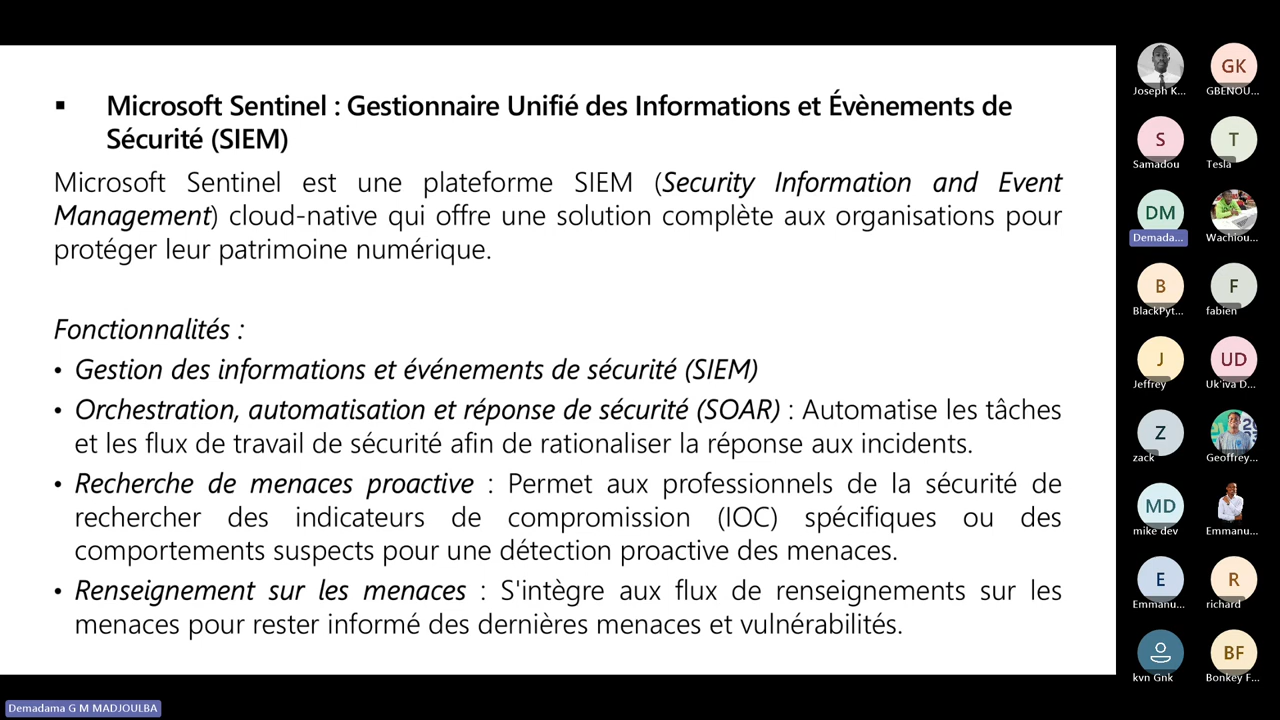 ▪ Microsoft Sentinel : Gestionnaire Unifié des Informations et Évènements de
Sécurité (SIEM)
Microsoft Sentinel est une plateforme SIEM (Security Information and Event
Management) cloud-native qui offre une solution complète aux organisations pour
protéger leur patrimoine numérique.
Fonctionnalités :
• Gestion des informations et événements de sécurité (SIEM)
• Orchestration, automatisation et réponse de sécurité (SOAR) : Automatise les tâches
et les flux de travail de sécurité afin de rationaliser la réponse aux incidents.
• Recherche de menaces proactive : Permet aux professionnels de la sécurité de
rechercher des indicateurs de compromission (IOC) spécifiques ou des
comportements suspects pour une détection proactive des menaces.
• Renseignement sur les menaces : S'intègre aux flux de renseignements sur les
menaces pour rester informé des dernières menaces et vulnérabilités.
Joseph K...
GK
GBENOU...
S
Samadou
T
Tesla
DM
Demada...
Wachiou...
B
BlackPyt...
F
fabien
J
Jeffrey
UD
Uk'iva D...
Z
zack
Geoffrey...
MD
mike dev
Emmanu...
E
Emmanu...
R
richard
kvn Gnk
BF
Bonkey F...
Demadama G M MADJOULBA